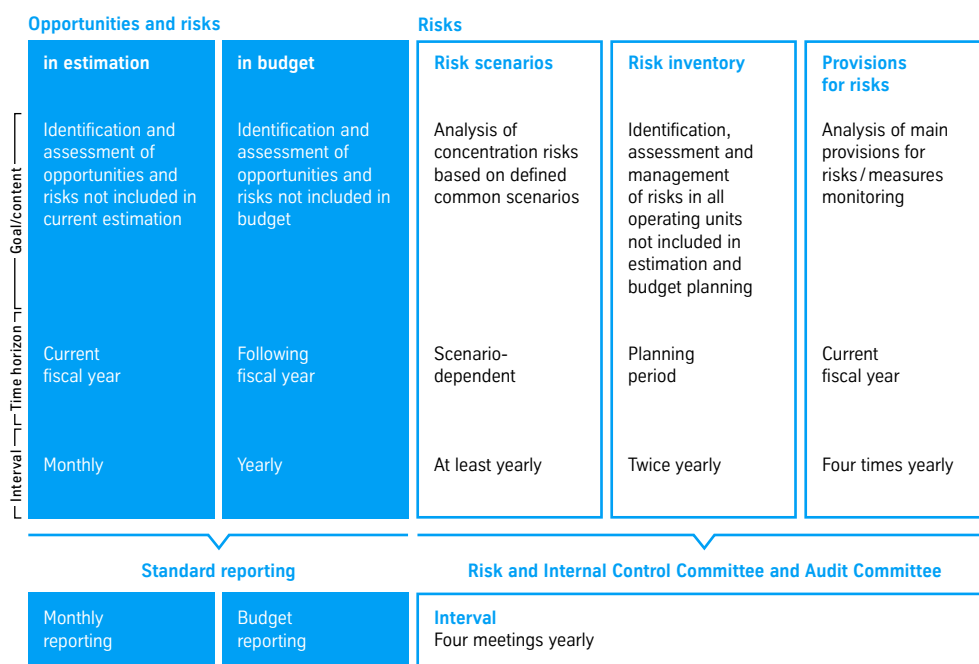 Opportunities and risks
Risks
in estimation
in budget
Risk scenarios
Risk inventory
Provisions
for risks
Goal/content
Identification and
assessment of
opportunities and
risks not included in
current estimation
Identification and
assessment of
opportunities and
risks not included in
budget
Analysis of
concentration risks
based on defined
common scenarios
Identification,
assessment and
management
of risks in all
operating units
not included in
estimation and
budget planning
Analysis of main
provisions for
risks/measures
monitoring
Time horizon
Current
fiscal year
Following
fiscal year
Scenario-
dependent
Planning
period
Current
fiscal year
Interval
Monthly
Yearly
At least yearly
Twice yearly
Four times yearly
Standard reporting
Risk and Internal Control Committee and Audit Committee
Monthly
reporting
Budget
reporting
Interval
Four meetings yearly